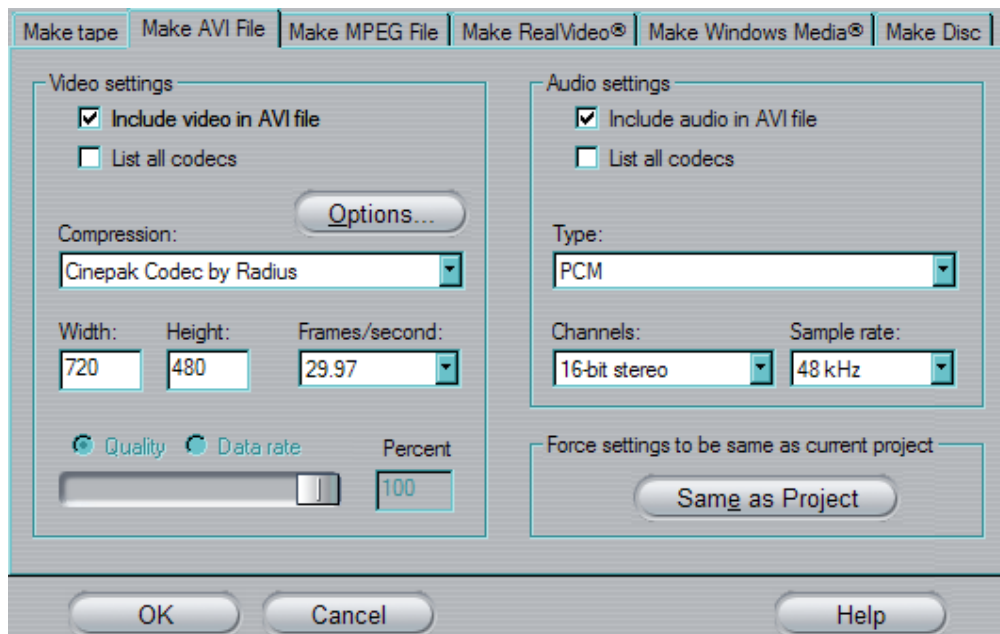 Make tape
Make AVI File
Make MPEG File
Make RealVideo®
Make Windows Media®
Make Disc
Video settings
Include video in AVI file
List all codecs
Options...
Compression:
Cinepak Codec by Radius
Width:
Height:
Frames/second:
720
480
29.97
Quality
Data rate
Percent
100
Audio settings
Include audio in AVI file
List all codecs
Type:
PCM
Channels:
Sample rate:
16-bit stereo
48 kHz
Force settings to be same as current project
Same as Project
OK
Cancel
Help